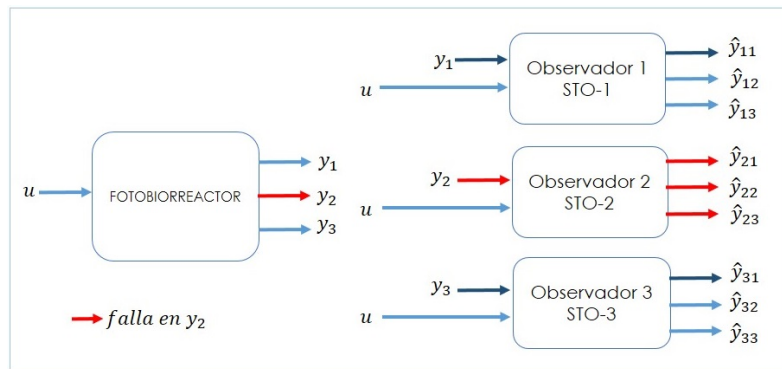 u
FOTOBIORREACTOR
y₁
y₂
y₃
falla en y₂
y₁
u
Observador 1
STO-1
ŷ₁₁
ŷ₁₂
ŷ₁₃
y₂
u
Observador 2
STO-2
ŷ₂₁
ŷ₂₂
ŷ₂₃
y₃
u
Observador 3
STO-3
ŷ₃₁
ŷ₃₂
ŷ₃₃